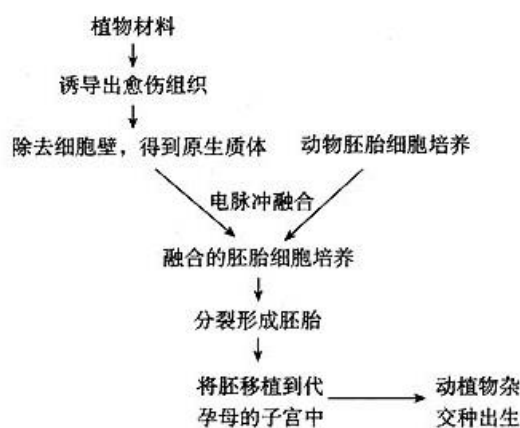 植物材料
诱导出愈伤组织
除去细胞壁，得到原生质体
动物胚胎细胞培养
电脉冲融合
融合的胚胎细胞培养
分裂形成胚胎
将胚移植到代
孕母的子宫中
动植物杂
交种出生